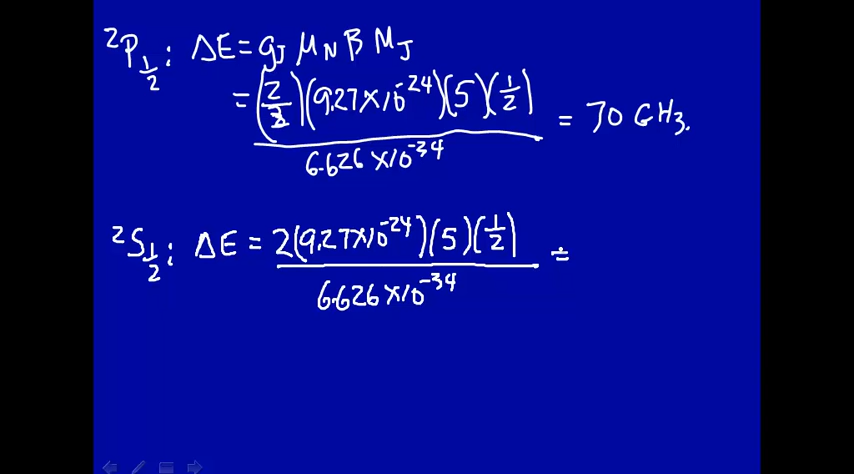 ²P₁/₂: ΔE = gJ μN B MJ
= (2/3)(9.27×10⁻²⁴)(5)(1/2) / 6.626×10⁻³⁴ = 70 GHz.
²S₁/₂: ΔE = 2(9.27×10⁻²⁴)(5)(1/2) / 6.626×10⁻³⁴ =